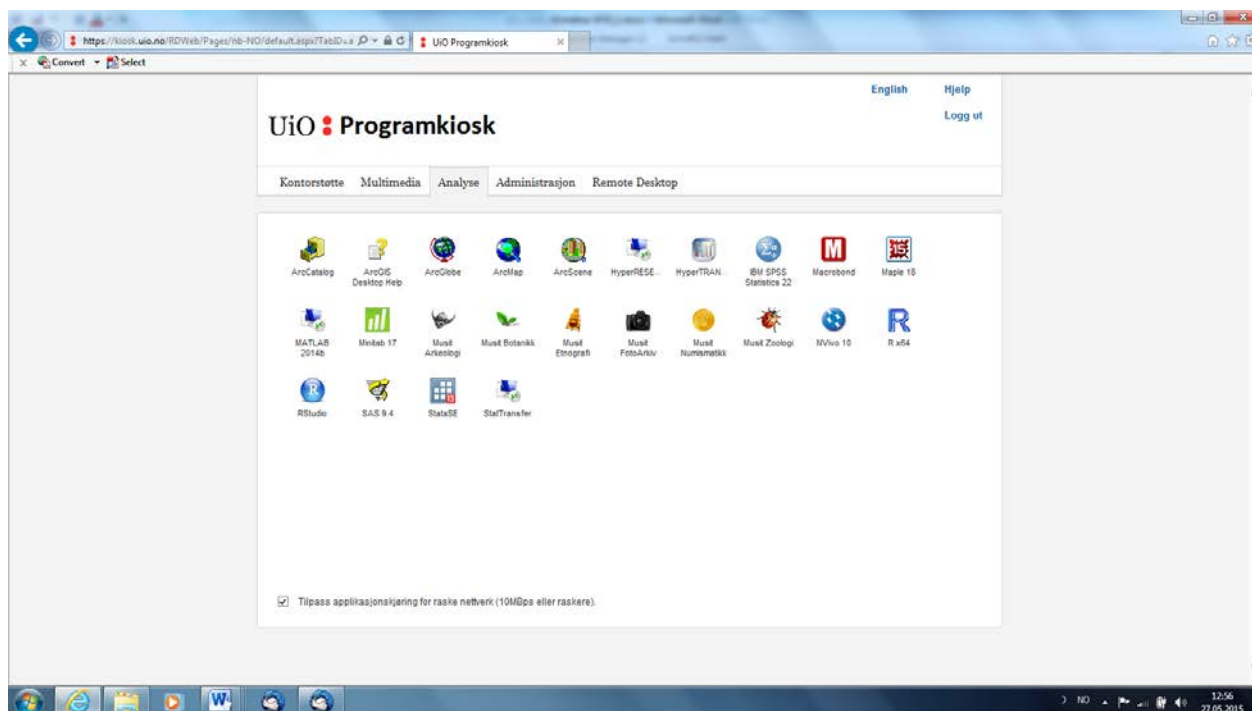 https://kiosk.uio.no/RDWeb/Pages/nb-NO/default.aspx?TabID=a
UiO Programkiosk
x Convert Select
English Hjelp
Logg ut
UiO : Programkiosk
Kontorstøtte Multimedia Analyse Administrasjon Remote Desktop
ArcCatalog ArcGIS Desktop Help ArcGlobe ArcMap ArcScene HyperRESE... HyperTRAN... IBM SPSS Statistics 22 Macrobond Maple 18
MATLAB 2014b Minitab 17 Musit Arkeologi Musit Botanikk Musit Etnografi Musit FotoArkiv Musit Numismatikk Musit Zoologi NVivo 10 R x64
RStudio SAS 9.4 StataSE StatTransfer
Tilpass applikasjonskjøring for raske nettverk (10MBps eller raskere).
NO 12:56
27.05.2015